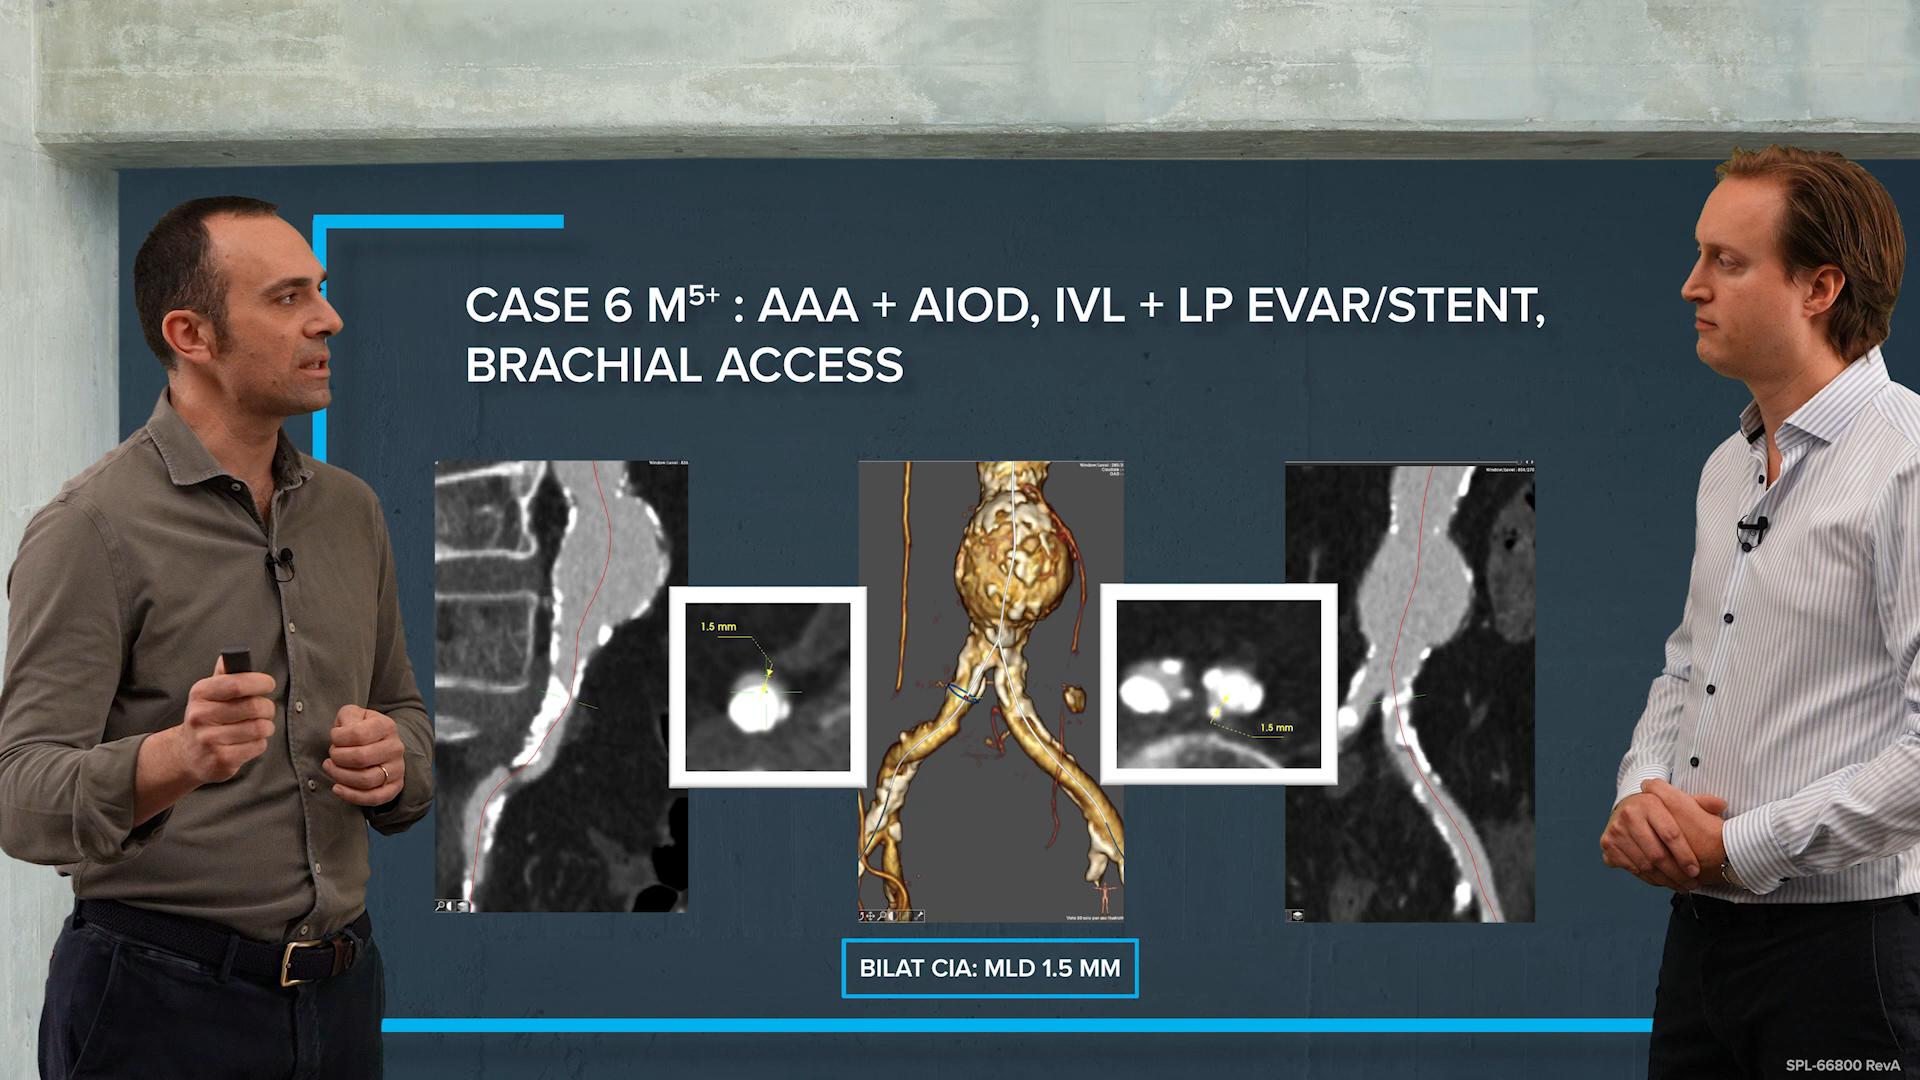 CASE 6 M⁵⁺ : AAA + AIOD, IVL + LP EVAR/STENT,
BRACHIAL ACCESS
1.5 mm
1.5 mm
BILAT CIA: MLD 1.5 MM
SPL-66800 RevA